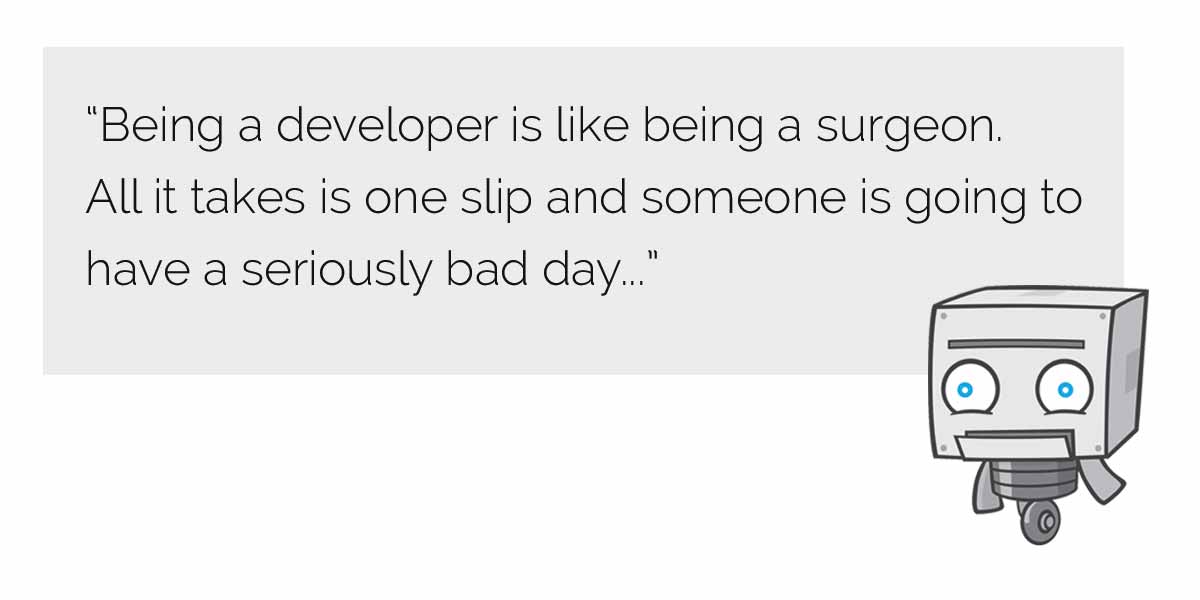 “Being a developer is like being a surgeon.
All it takes is one slip and someone is going to
have a seriously bad day...”